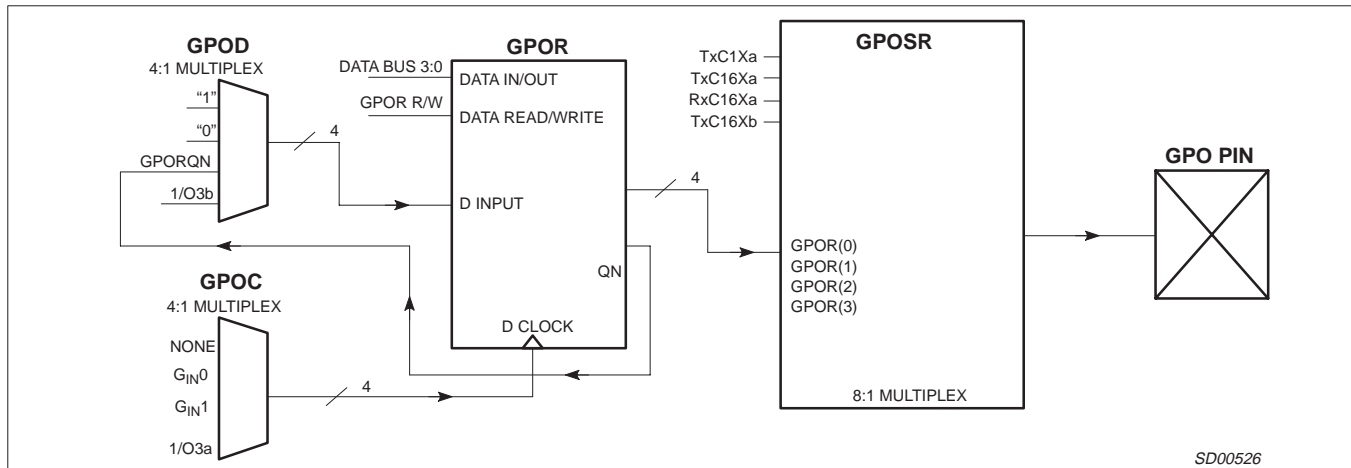 GPOD
4:1 MULTIPLEX
“1”
“0”
GPORQN
1/O3b
GPOC
4:1 MULTIPLEX
NONE
GIN0
GIN1
1/O3a
4
4
GPOR
DATA BUS 3:0
DATA IN/OUT
GPOR R/W
DATA READ/WRITE
D INPUT
QN
D CLOCK
4
GPOSR
TxC1Xa
TxC16Xa
RxC16Xa
TxC16Xb
GPOR(0)
GPOR(1)
GPOR(2)
GPOR(3)
8:1 MULTIPLEX
GPO PIN
SD00526